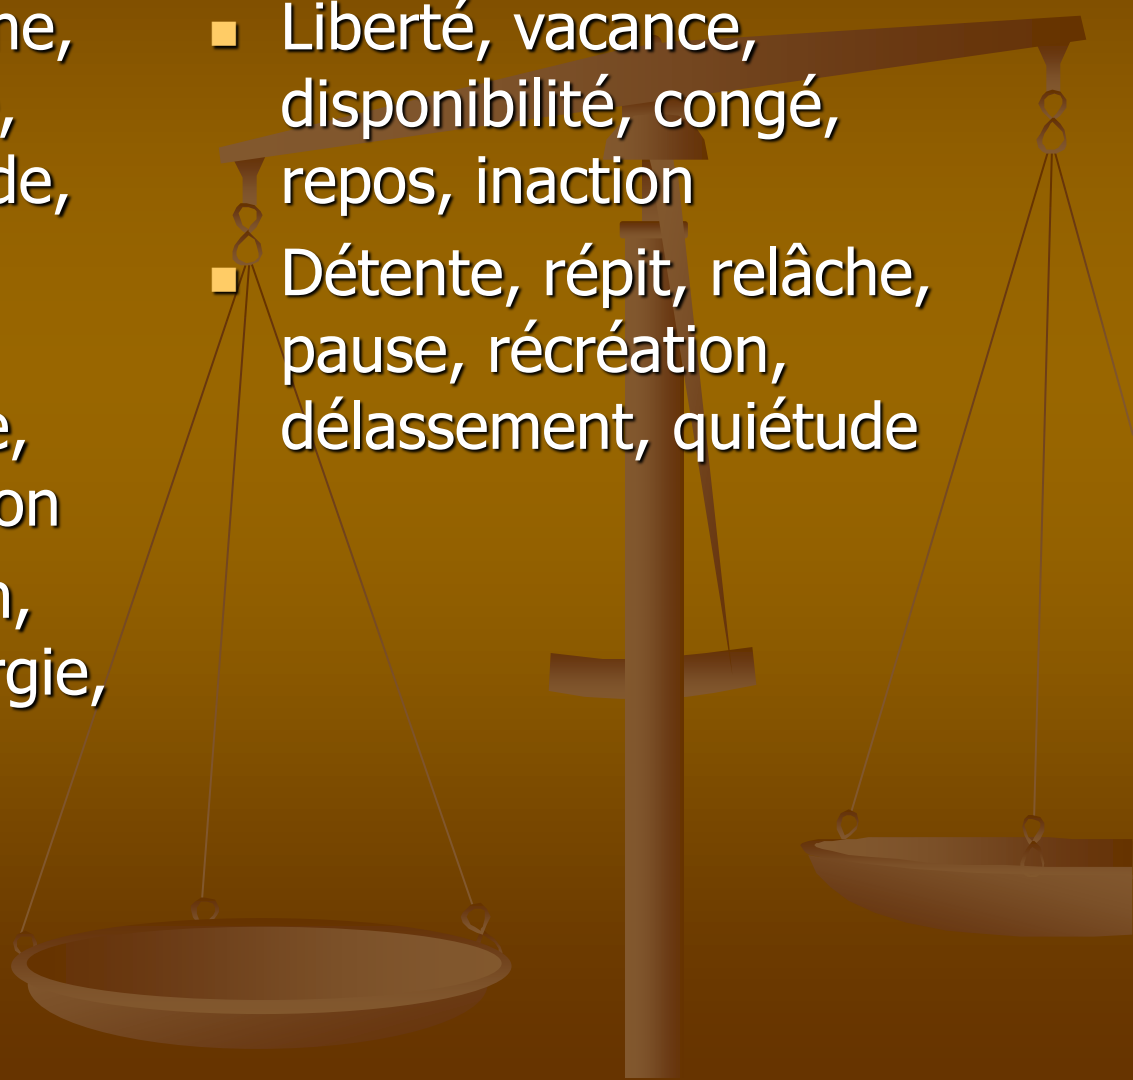 Liberté, vacance,
disponibilité, congé,
repos, inaction
Détente, répit, relâche,
pause, récréation,
délassement, quiétude